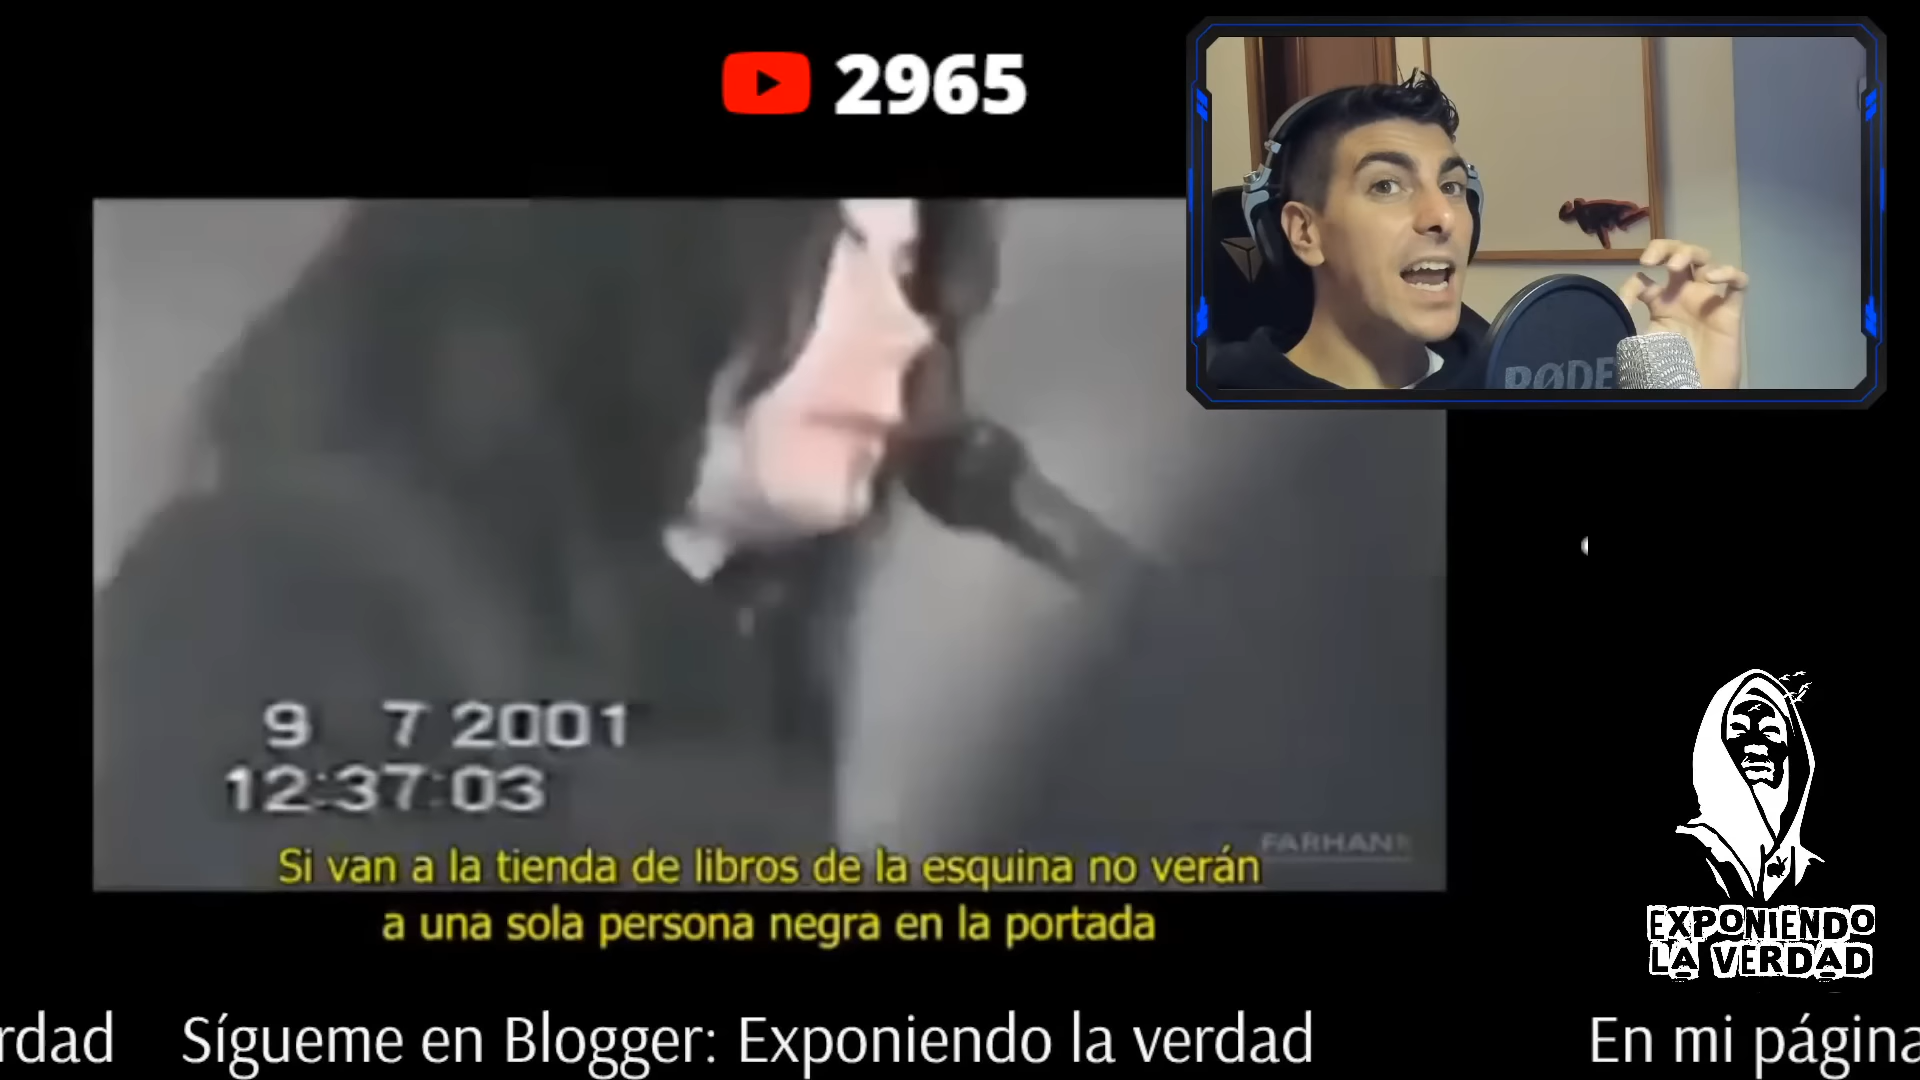 2965
RØDE
9 7 2001
12:37:03
FARHAN
Si van a la tienda de libros de la esquina no verán
a una sola persona negra en la portada
EXPONIENDO
LA VERDAD
rdad Sígueme en Blogger: Exponiendo la verdad En mi página